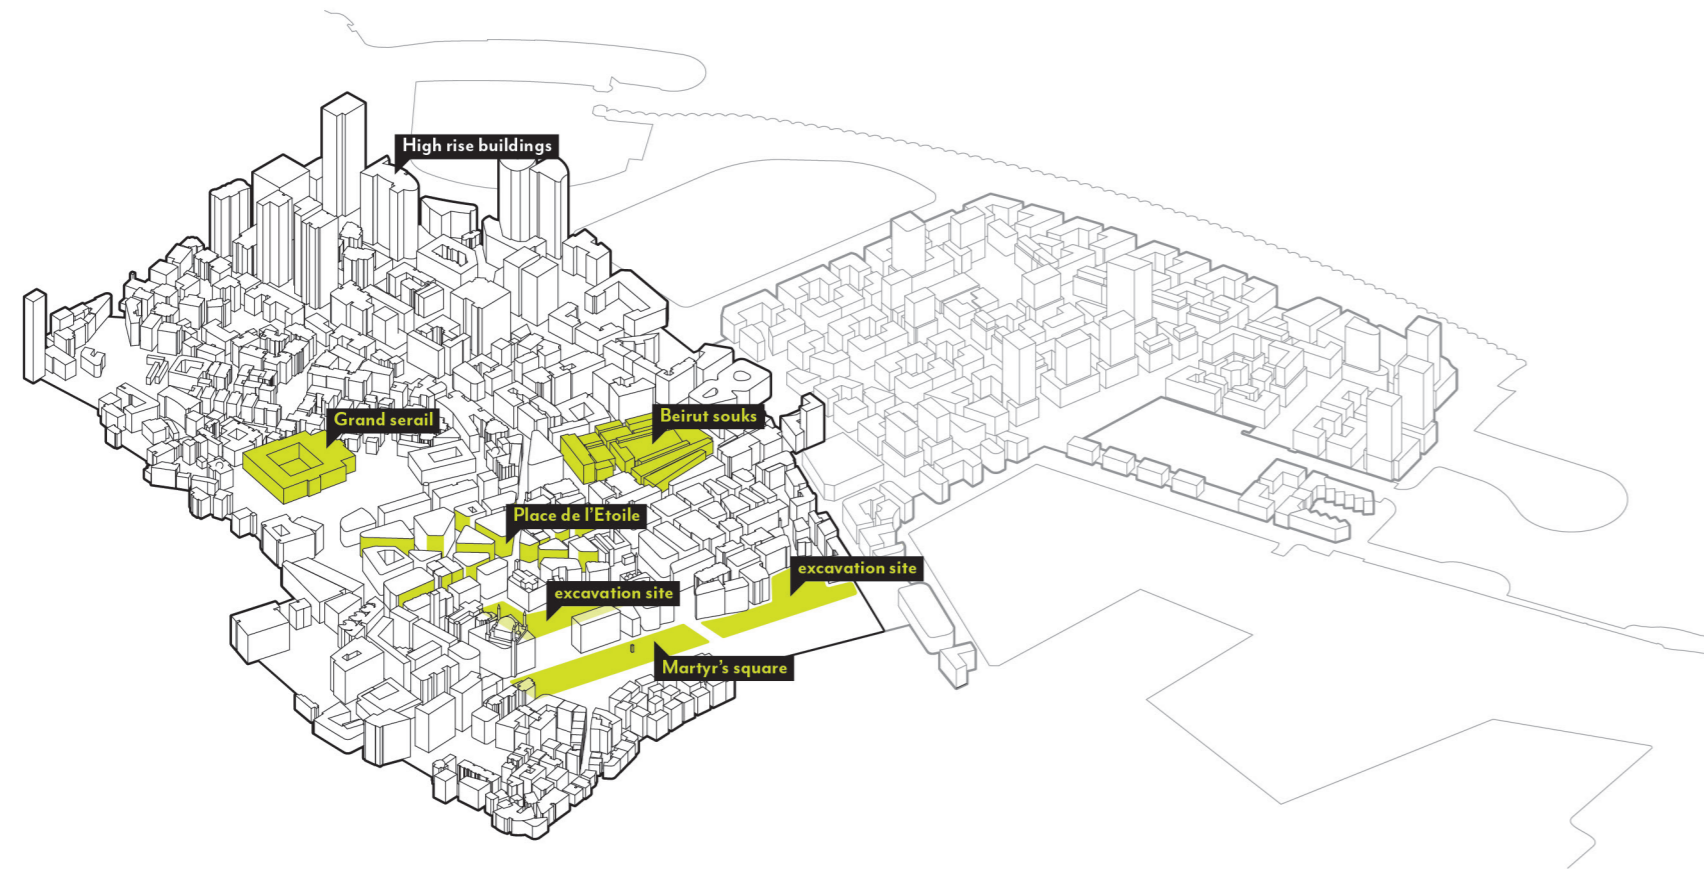 High rise buildings
Grand serail
Beirut souks
Place de l'Etoile
excavation site
excavation site
Martyr's square